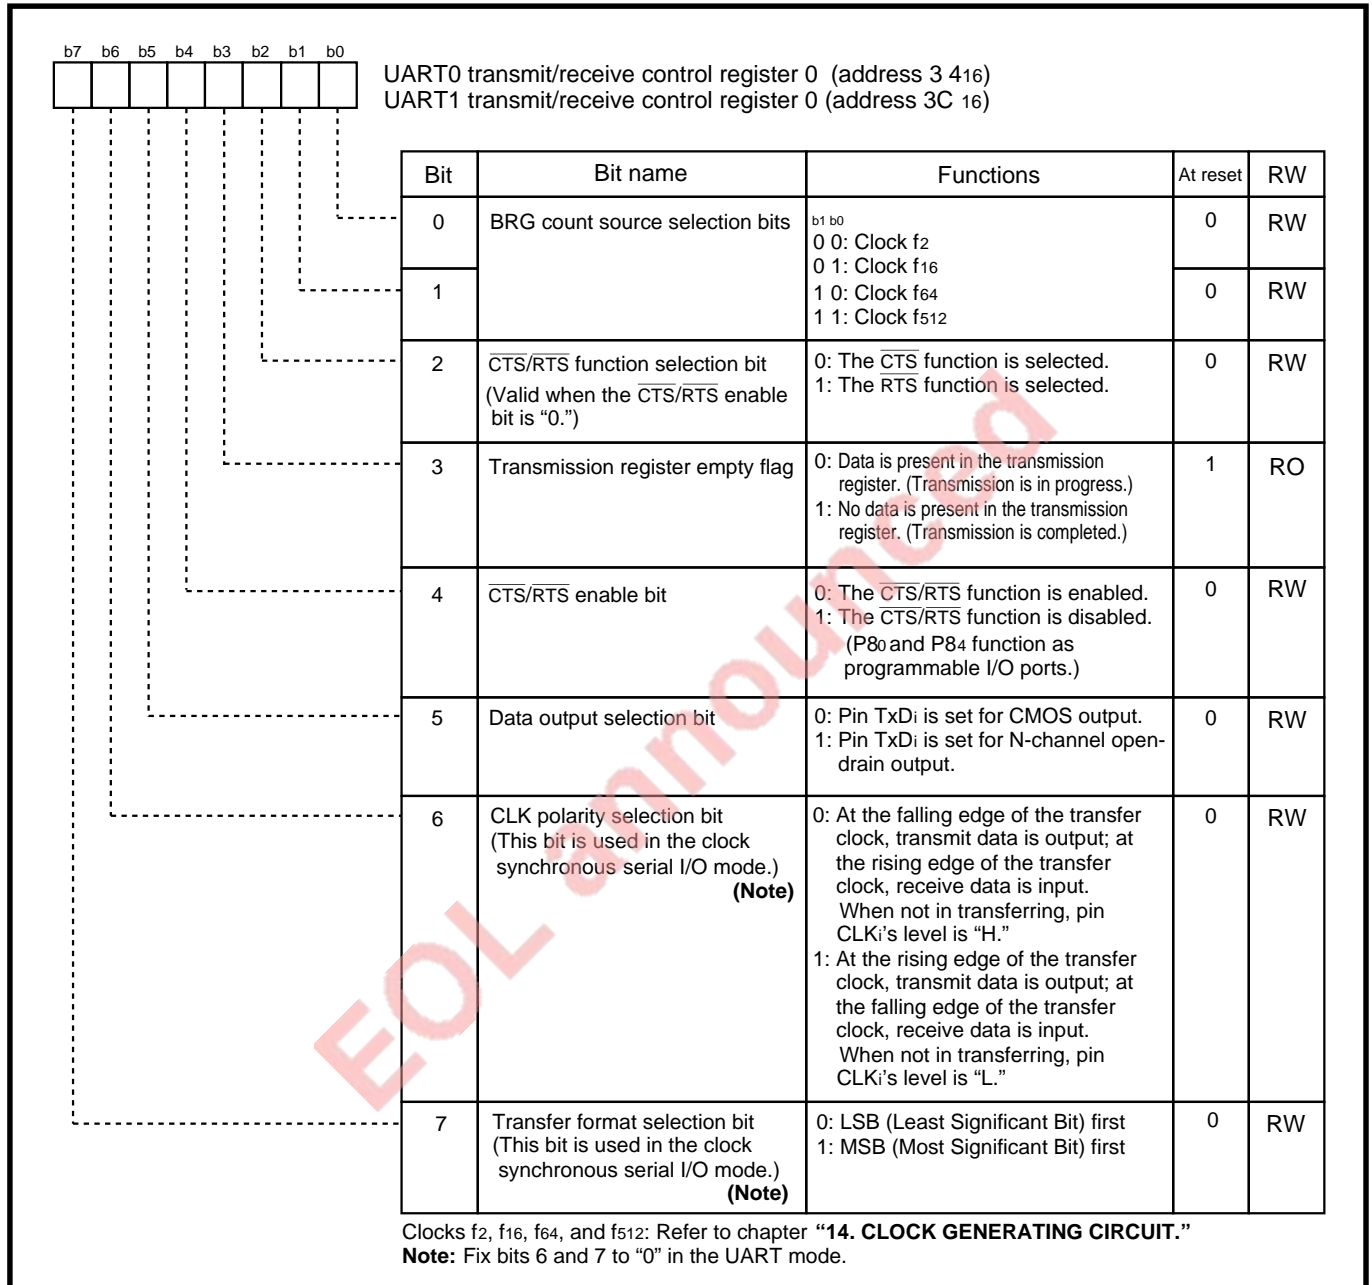 b7 b6 b5 b4 b3 b2 b1 b0
UART0 transmit/receive control register 0 (address 3 416)
UART1 transmit/receive control register 0 (address 3C 16)
Bit Bit name Functions At reset RW
0 BRG count source selection bits b1 b0 0 RW
0 0: Clock f2
0 1: Clock f16
1 1 0: Clock f64 0 RW
1 1: Clock f512
2 CTS/RTS function selection bit 0: The CTS function is selected. 0 RW
(Valid when the CTS/RTS enable 1: The RTS function is selected.
bit is “0.”)
3 Transmission register empty flag 0: Data is present in the transmission 1 RO
register. (Transmission is in progress.)
1: No data is present in the transmission
register. (Transmission is completed.)
4 CTS/RTS enable bit 0: The CTS/RTS function is enabled. 0 RW
1: The CTS/RTS function is disabled.
(P80 and P84 function as
programmable I/O ports.)
5 Data output selection bit 0: Pin TxDi is set for CMOS output. 0 RW
1: Pin TxDi is set for N-channel open-
drain output.
6 CLK polarity selection bit 0: At the falling edge of the transfer 0 RW
(This bit is used in the clock clock, transmit data is output; at
synchronous serial I/O mode.) the rising edge of the transfer
(Note) clock, receive data is input.
When not in transferring, pin
CLKi’s level is “H.”
1: At the rising edge of the transfer
clock, transmit data is output; at
the falling edge of the transfer
clock, receive data is input.
When not in transferring, pin
CLKi’s level is “L.”
7 Transfer format selection bit 0: LSB (Least Significant Bit) first 0 RW
(This bit is used in the clock 1: MSB (Most Significant Bit) first
synchronous serial I/O mode.)
(Note)
Clocks f2, f16, f64, and f512: Refer to chapter “14. CLOCK GENERATING CIRCUIT.”
Note: Fix bits 6 and 7 to “0” in the UART mode.
EOL announced